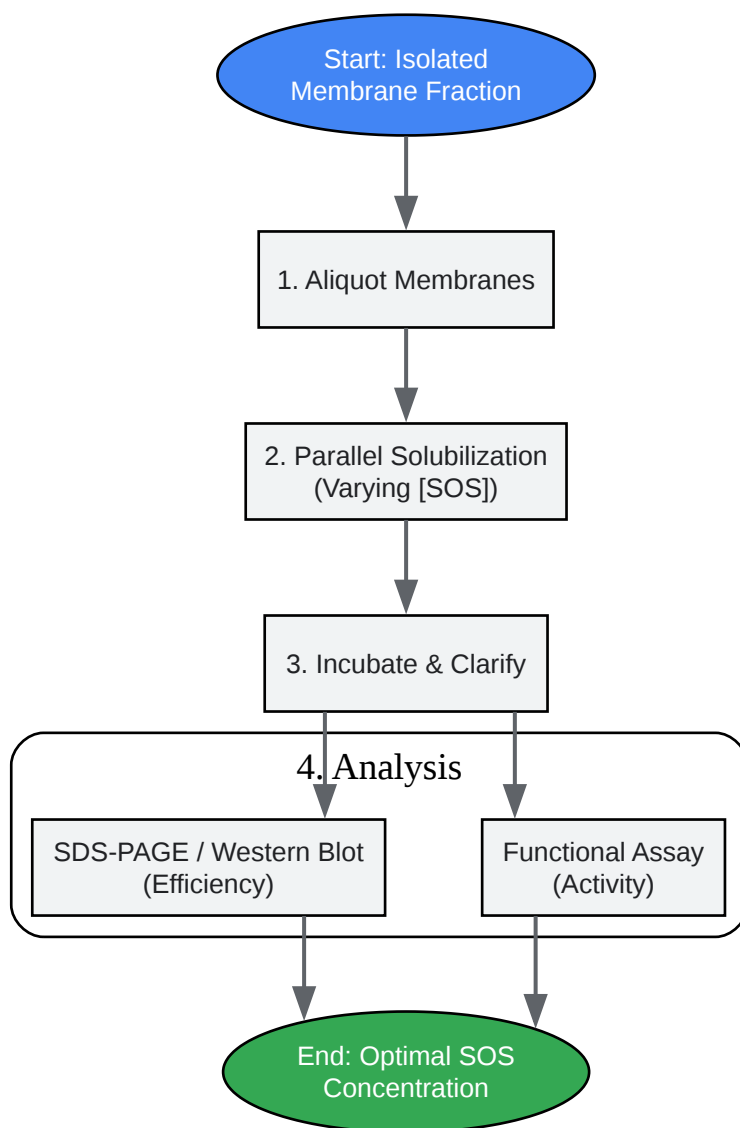 Start: Isolated
Membrane Fraction
1. Aliquot Membranes
2. Parallel Solubilization
(Varying [SOS])
3. Incubate & Clarify
4. Analysis
SDS-PAGE / Western Blot
(Efficiency)
Functional Assay
(Activity)
End: Optimal SOS
Concentration